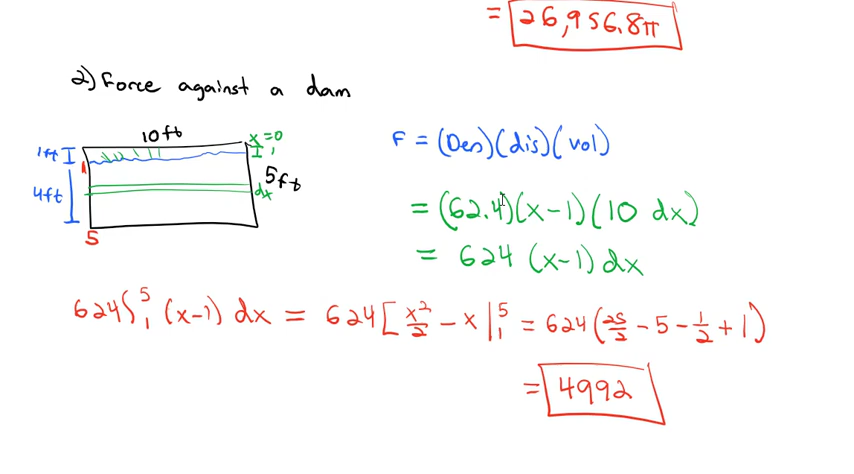 = 26,956.8π
2) Force against a dam
10ft
x=0
1ft
1
1
5ft
4ft
dx
5
F = (Den)(dis)(vol)
= (62.4)(x-1)(10 dx)
= 624 (x-1) dx
624 ∫₁⁵ (x-1) dx = 624 [x²/2 - x |₁⁵ = 624 (25/2 - 5 - 1/2 + 1)
= 4992